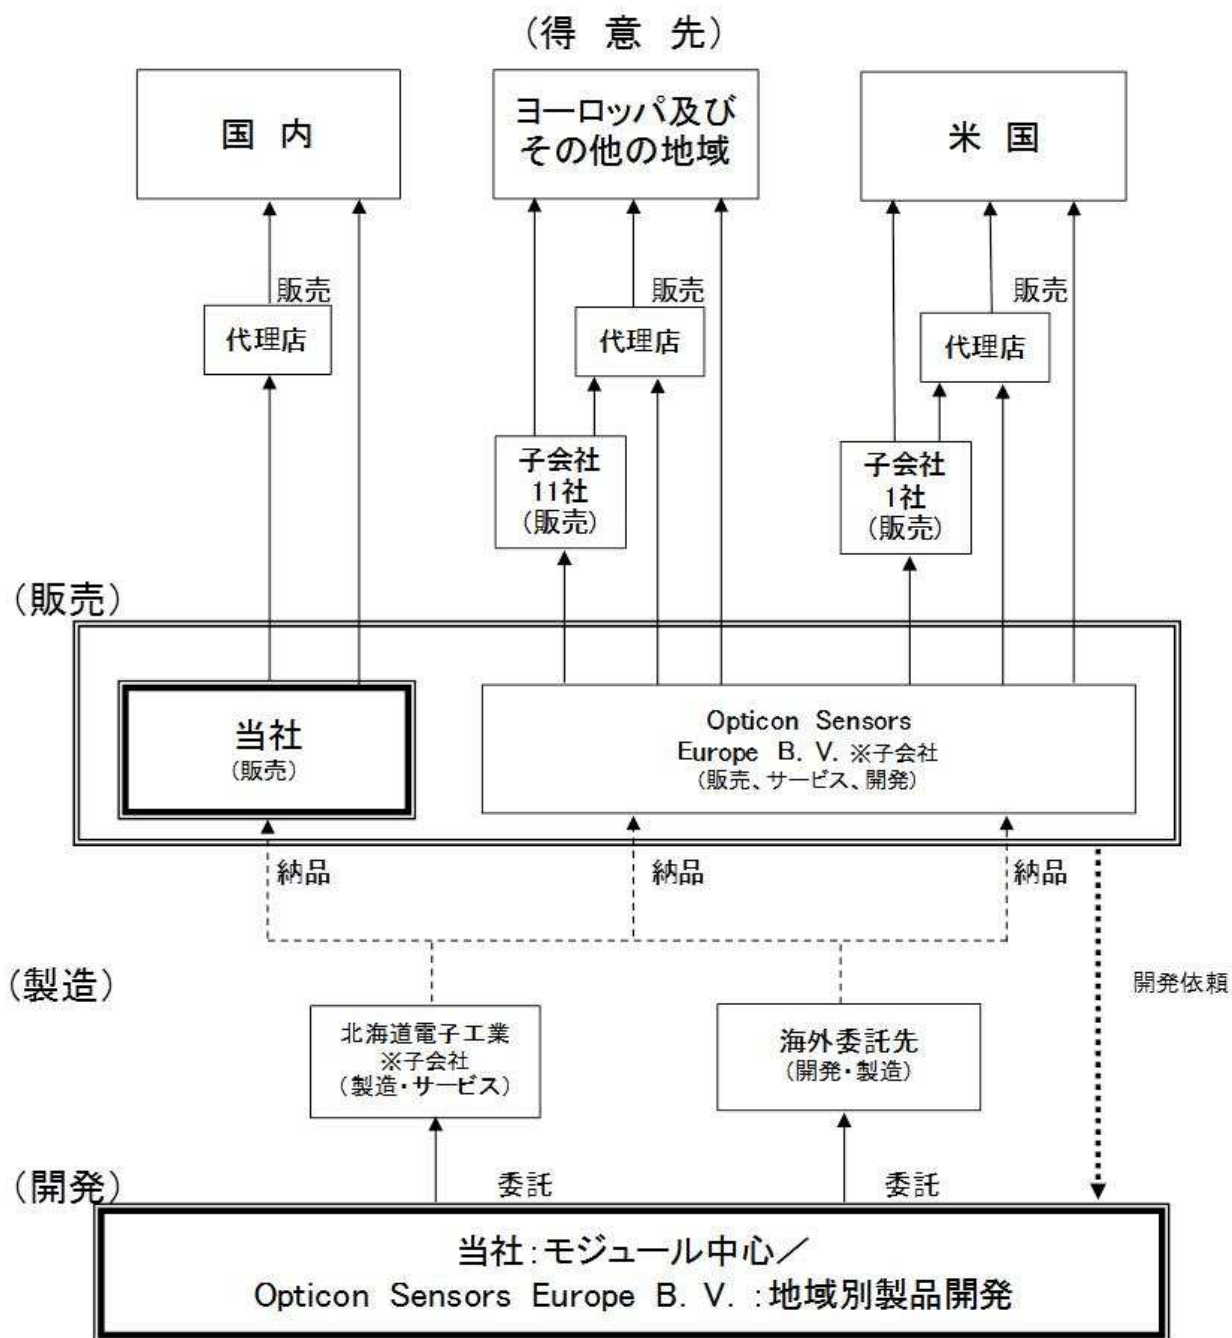 （得　意　先）
国　内
ヨーロッパ及び
その他の地域
米　国
販売
販売
販売
代理店
代理店
代理店
子会社
11社
（販売）
子会社
1社
（販売）
（販売）
当社
（販売）
Opticon Sensors
Europe B. V. ※子会社
（販売、サービス、開発）
納品
納品
納品
（製造）
開発依頼
北海道電子工業
※子会社
（製造・サービス）
海外委託先
（開発・製造）
（開発）
委託
委託
当社：モジュール中心／
Opticon Sensors Europe B. V. ：地域別製品開発